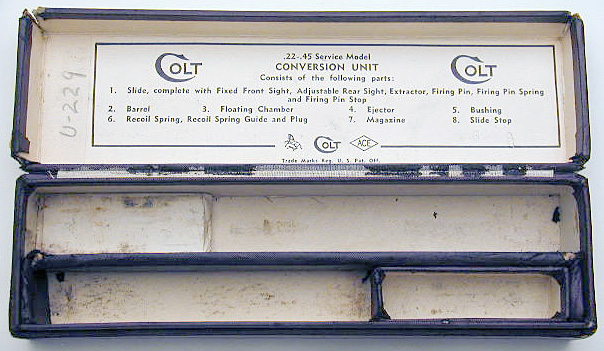 COLT
.22-.45 Service Model
COLT
CONVERSION UNIT
Consists of the following parts:
1. Slide, complete with Fixed Front Sight, Adjustable Rear Sight, Extractor, Firing Pin, Firing Pin Spring
and Firing Pin Stop
2. Barrel 3. Floating Chamber 4. Ejector 5. Bushing
6. Recoil Spring, Recoil Spring Guide and Plug 7. Magazine 8. Slide Stop
COLT ACE
Trade Marks Reg. U. S. Pat. Off.
U-229